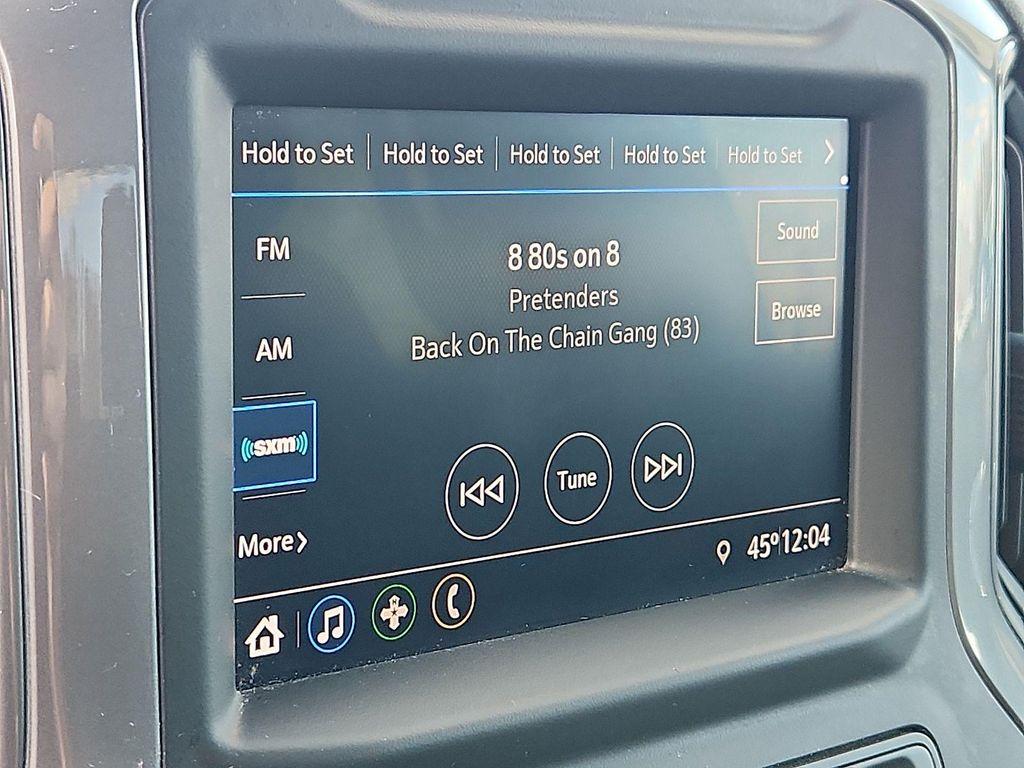 Hold to Set Hold to Set Hold to Set Hold to Set Hold to Set
Sound
FM
8 80s on 8
Pretenders
Browse
Back On The Chain Gang (83)
AM
sxm
Tune
More
45° 12:04
N